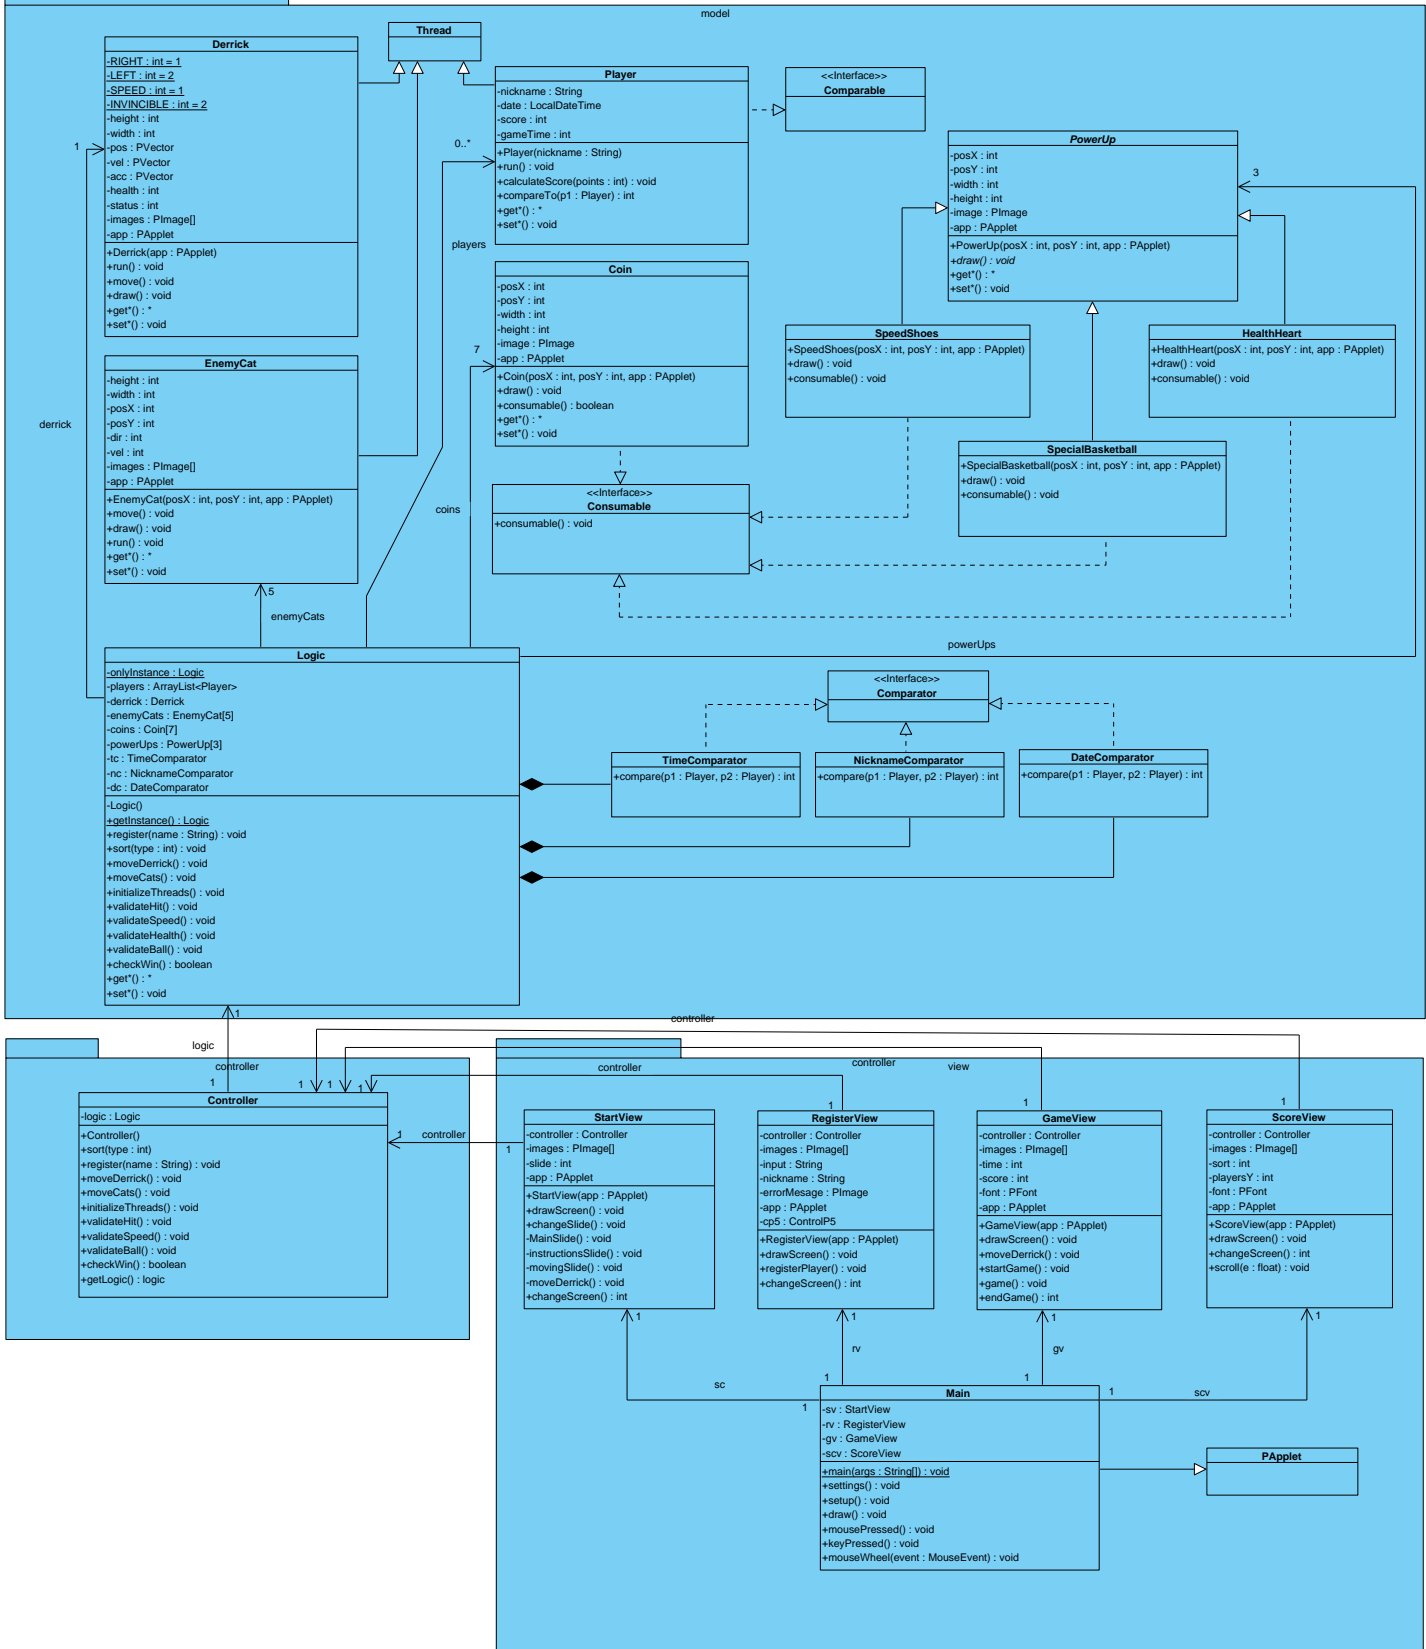 model
Derrick
-RIGHT : int = 1
-LEFT : int = 2
-SPEED : int = 1
-INVINCIBLE : int = 2
-height : int
-width : int
-pos : PVector
-vel : PVector
-acc : PVector
-health : int
-status : int
-images : PImage[]
-app : PApplet
+Derrick(app : PApplet)
+run() : void
+move() : void
+draw() : void
+get*() : *
+set*() : void
Thread
Player
-nickname : String
-date : LocalDateTime
-score : int
-gameTime : int
+Player(nickname : String)
+run() : void
+calculateScore(points : int) : void
+compareTo(p1 : Player) : int
+get*() : *
+set*() : void
<<Interface>>
Comparable
PowerUp
-posX : int
-posY : int
-width : int
-height : int
-image : PImage
-app : PApplet
+PowerUp(posX : int, posY : int, app : PApplet)
+draw() : void
+get*() : *
+set*() : void
1
0..*
3
players
Coin
-posX : int
-posY : int
-width : int
-height : int
-image : PImage
-app : PApplet
+Coin(posX : int, posY : int, app : PApplet)
+draw() : void
+consumable() : boolean
+get*() : *
+set*() : void
7
SpeedShoes
+SpeedShoes(posX : int, posY : int, app : PApplet)
+draw() : void
+consumable() : void
HealthHeart
+HealthHeart(posX : int, posY : int, app : PApplet)
+draw() : void
+consumable() : void
SpecialBasketball
+SpecialBasketball(posX : int, posY : int, app : PApplet)
+draw() : void
+consumable() : void
EnemyCat
-height : int
-width : int
-posX : int
-posY : int
-dir : int
-vel : int
-images : PImage[]
-app : PApplet
+EnemyCat(posX : int, posY : int, app : PApplet)
+move() : void
+draw() : void
+run() : void
+get*() : *
+set*() : void
derrick
coins
<<Interface>>
Consumable
+consumable() : void
5
enemyCats
powerUps
Logic
-onlyInstance : Logic
-players : ArrayList<Player>
-derrick : Derrick
-enemyCats : EnemyCat[5]
-coins : Coin[7]
-powerUps : PowerUp[3]
-tc : TimeComparator
-nc : NicknameComparator
-dc : DateComparator
-Logic()
+getInstance() : Logic
+register(name : String) : void
+sort(type : int) : void
+moveDerrick() : void
+moveCats() : void
+initializeThreads() : void
+validateHit() : void
+validateSpeed() : void
+validateHealth() : void
+validateBall() : void
+checkWin() : boolean
+get*() : *
+set*() : void
<<Interface>>
Comparator
TimeComparator
+compare(p1 : Player, p2 : Player) : int
NicknameComparator
+compare(p1 : Player, p2 : Player) : int
DateComparator
+compare(p1 : Player, p2 : Player) : int
1
logic
1
controller
controller
Controller
-logic : Logic
+Controller()
+sort(type : int)
+register(name : String) : void
+moveDerrick() : void
+moveCats() : void
+initializeThreads() : void
+validateHit() : void
+validateSpeed() : void
+validateBall() : void
+checkWin() : boolean
+getLogic() : logic
1
1
1
1
controller
1
controller
controller
view
1
1
1
StartView
-controller : Controller
-images : PImage[]
-slide : int
-app : PApplet
+StartView(app : PApplet)
+drawScreen() : void
+changeSlide() : void
-MainSlide() : void
-instructionsSlide() : void
-movingSlide() : void
-moveDerrick() : void
+changeScreen() : int
RegisterView
-controller : Controller
-images : PImage[]
-input : String
-nickname : String
-errorMesage : PImage
-app : PApplet
-cp5 : ControlP5
+RegisterView(app : PApplet)
+drawScreen() : void
+registerPlayer() : void
+changeScreen() : int
GameView
-controller : Controller
-images : PImage[]
-time : int
-score : int
-font : PFont
-app : PApplet
+GameView(app : PApplet)
+drawScreen() : void
+moveDerrick() : void
+startGame() : void
+game() : void
+endGame() : int
ScoreView
-controller : Controller
-images : PImage[]
-sort : int
-playersY : int
-font : PFont
-app : PApplet
+ScoreView(app : PApplet)
+drawScreen() : void
+changeScreen() : int
+scroll(e : float) : void
1
1
1
1
rv
gv
sc
scv
1
1
1
1
Main
-sv : StartView
-rv : RegisterView
-gv : GameView
-scv : ScoreView
+main(args : String[]) : void
+settings() : void
+setup() : void
+draw() : void
+mousePressed() : void
+keyPressed() : void
+mouseWheel(event : MouseEvent) : void
PApplet